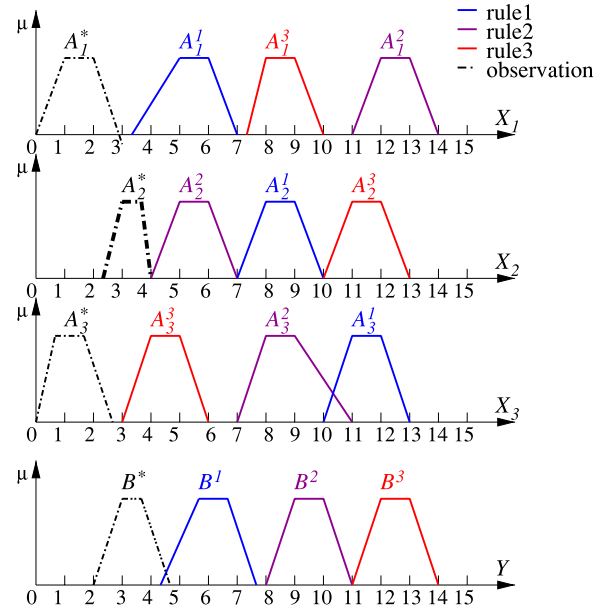 rule1
rule2
rule3
observation
μ
A₁* A₁¹ A₁³ A₁²
X₁
0 1 2 3 4 5 6 7 8 9 10 11 12 13 14 15
μ
A₂* A₂² A₂¹ A₂³
X₂
0 1 2 3 4 5 6 7 8 9 10 11 12 13 14 15
μ
A₃* A₃³ A₃² A₃¹
X₃
0 1 2 3 4 5 6 7 8 9 10 11 12 13 14 15
μ
B* B¹ B² B³
Y
0 1 2 3 4 5 6 7 8 9 10 11 12 13 14 15